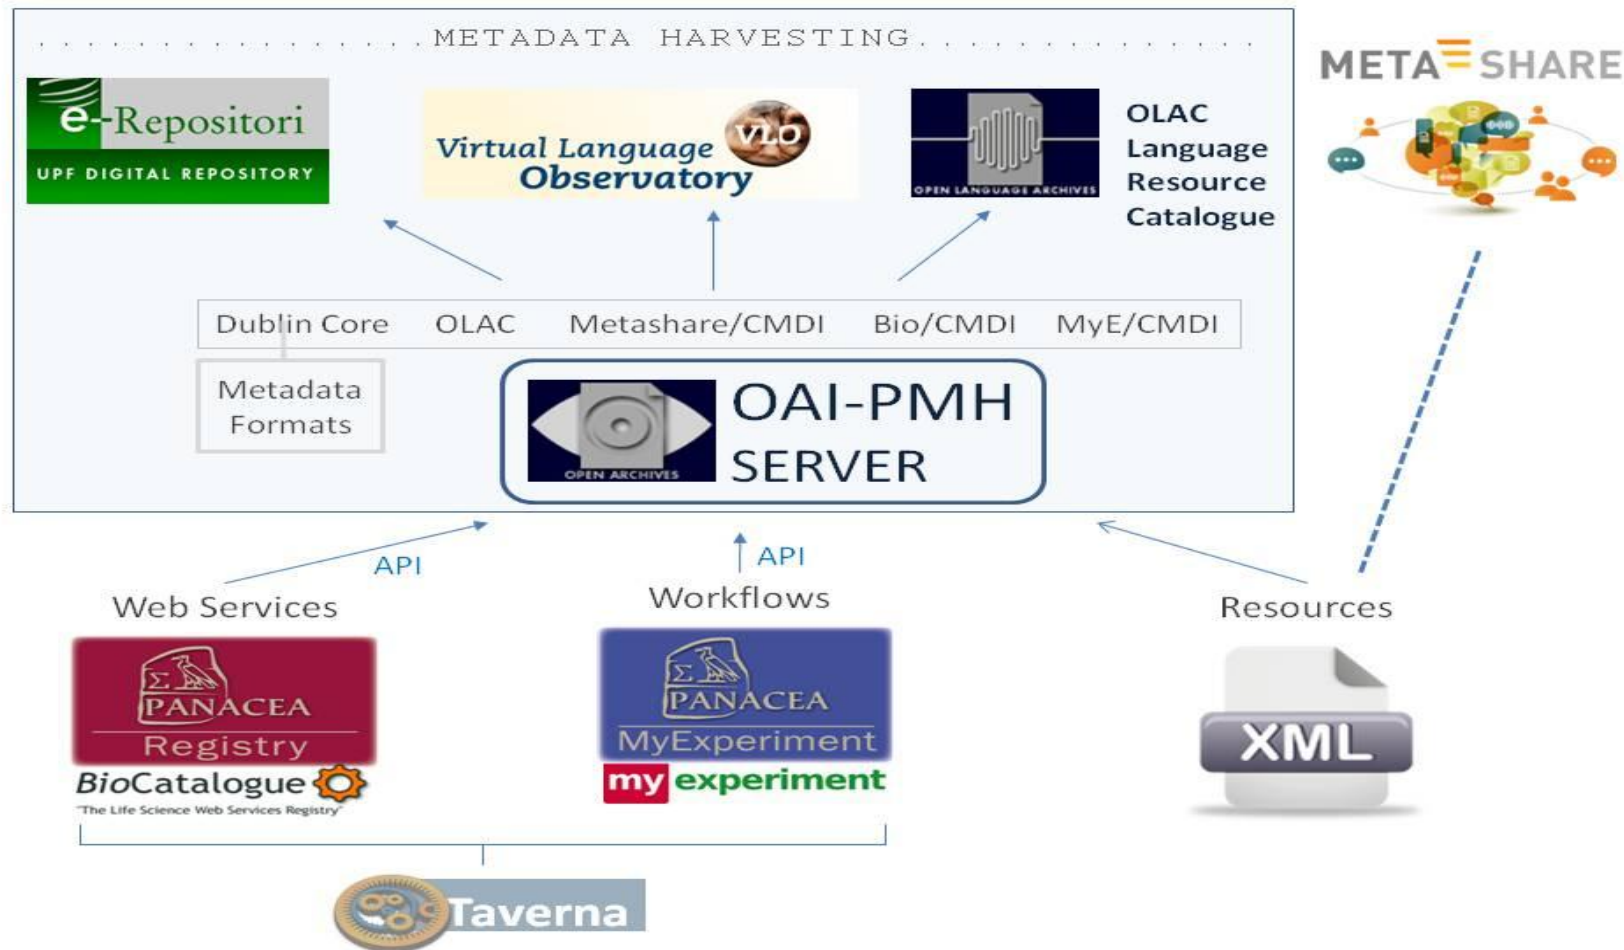 . . . . . . . . . . . . . . . . METADATA HARVESTING. . . . . . . . . . . . . .
META SHARE
e-Repositori
UPF DIGITAL REPOSITORY
Virtual Language
Observatory
VLO
OPEN LANGUAGE ARCHIVES
OLAC
Language
Resource
Catalogue
Dublin Core OLAC Metashare/CMDI Bio/CMDI MyE/CMDI
Metadata
Formats
OPEN ARCHIVES
OAI-PMH
SERVER
API
API
Web Services
Workflows
Resources
Σ
PANACEA
Registry
BioCatalogue
"The Life Science Web Services Registry"
Σ
PANACEA
MyExperiment
my experiment
XML
Taverna